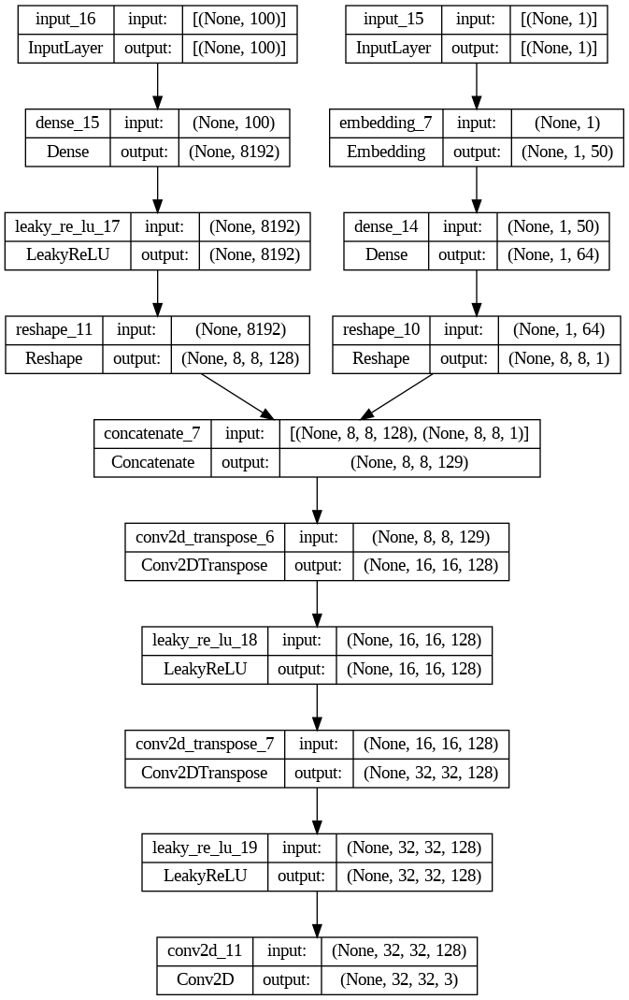 input_16 input: [(None, 100)]
InputLayer output: [(None, 100)]
input_15 input: [(None, 1)]
InputLayer output: [(None, 1)]
dense_15 input: (None, 100)
Dense output: (None, 8192)
embedding_7 input: (None, 1)
Embedding output: (None, 1, 50)
leaky_re_lu_17 input: (None, 8192)
LeakyReLU output: (None, 8192)
dense_14 input: (None, 1, 50)
Dense output: (None, 1, 64)
reshape_11 input: (None, 8192)
Reshape output: (None, 8, 8, 128)
reshape_10 input: (None, 1, 64)
Reshape output: (None, 8, 8, 1)
concatenate_7 input: [(None, 8, 8, 128), (None, 8, 8, 1)]
Concatenate output: (None, 8, 8, 129)
conv2d_transpose_6 input: (None, 8, 8, 129)
Conv2DTranspose output: (None, 16, 16, 128)
leaky_re_lu_18 input: (None, 16, 16, 128)
LeakyReLU output: (None, 16, 16, 128)
conv2d_transpose_7 input: (None, 16, 16, 128)
Conv2DTranspose output: (None, 32, 32, 128)
leaky_re_lu_19 input: (None, 32, 32, 128)
LeakyReLU output: (None, 32, 32, 128)
conv2d_11 input: (None, 32, 32, 128)
Conv2D output: (None, 32, 32, 3)